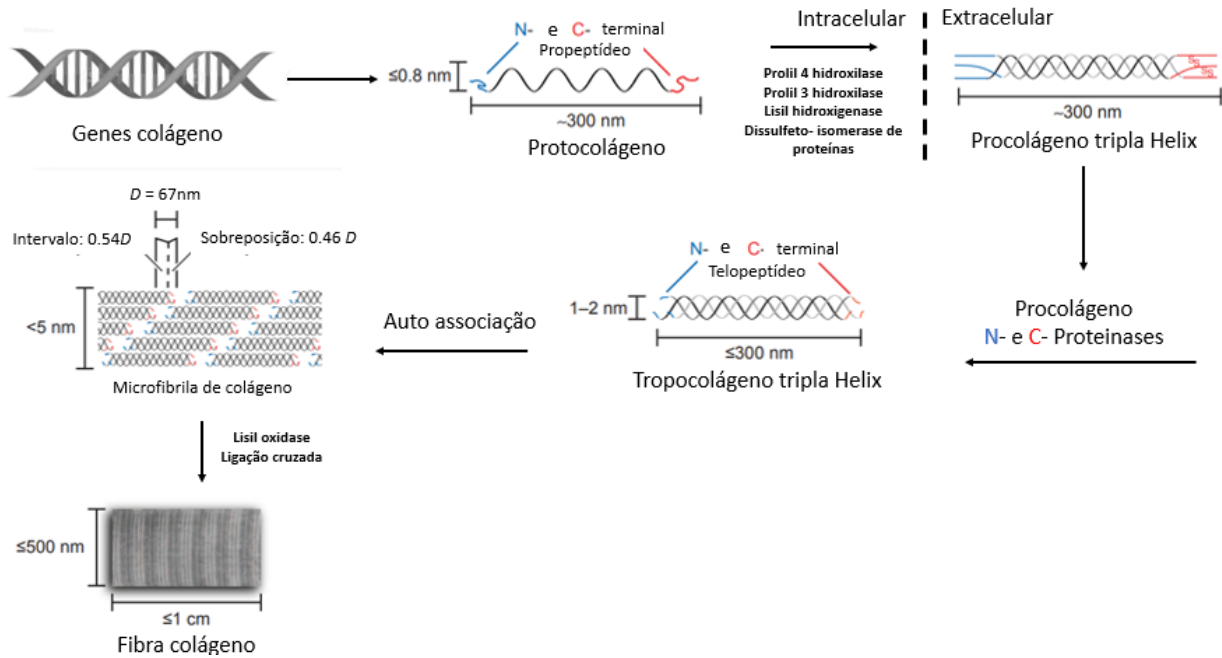 Genes colágeno
N- e C- terminal
Propeptídeo
≤0.8 nm
~300 nm
Protocolágeno
Intracelular
Extracelular
Prolil 4 hidroxilase
Prolil 3 hidroxilase
Lisil hidroxigenase
Dissulfeto- isomerase de
proteínas
S
S
S
S
~300 nm
Procolágeno tripla Helix
Procolágeno
N- e C- Proteinases
N- e C- terminal
Telopeptídeo
1–2 nm
≤300 nm
Tropocolágeno tripla Helix
Auto associação
D = 67nm
Intervalo: 0.54D
Sobreposição: 0.46 D
<5 nm
Microfibrila de colágeno
Lisil oxidase
Ligação cruzada
≤500 nm
≤1 cm
Fibra colágeno